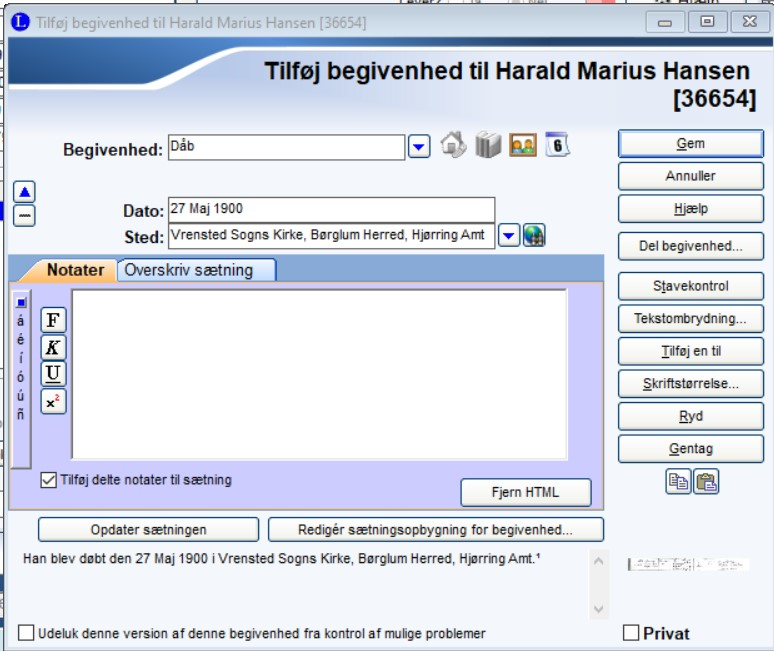 Tilføj begivenhed til Harald Marius Hansen [36654]
Tilføj begivenhed til Harald Marius Hansen
[36654]
Begivenhed: Dåb
6
Gem
Annuller
Hjælp
Dato: 27 Maj 1900
Sted: Vrensted Sogns Kirke, Børglum Herred, Hjørring Amt
Del begivenhed...
Notater
Overskriv sætning
Stavekontrol
Tekstombrydning...
Tilføj en til
Skriftstørrelse...
Ryd
Gentag
á
é
í
ó
ú
ñ
F
K
U
x²
Tilføj delte notater til sætning
Fjern HTML
Opdater sætningen
Redigér sætningsopbygning for begivenhed...
Han blev døbt den 27 Maj 1900 i Vrensted Sogns Kirke, Børglum Herred, Hjørring Amt.¹
Udeluk denne version af denne begivenhed fra kontrol af mulige problemer
Privat